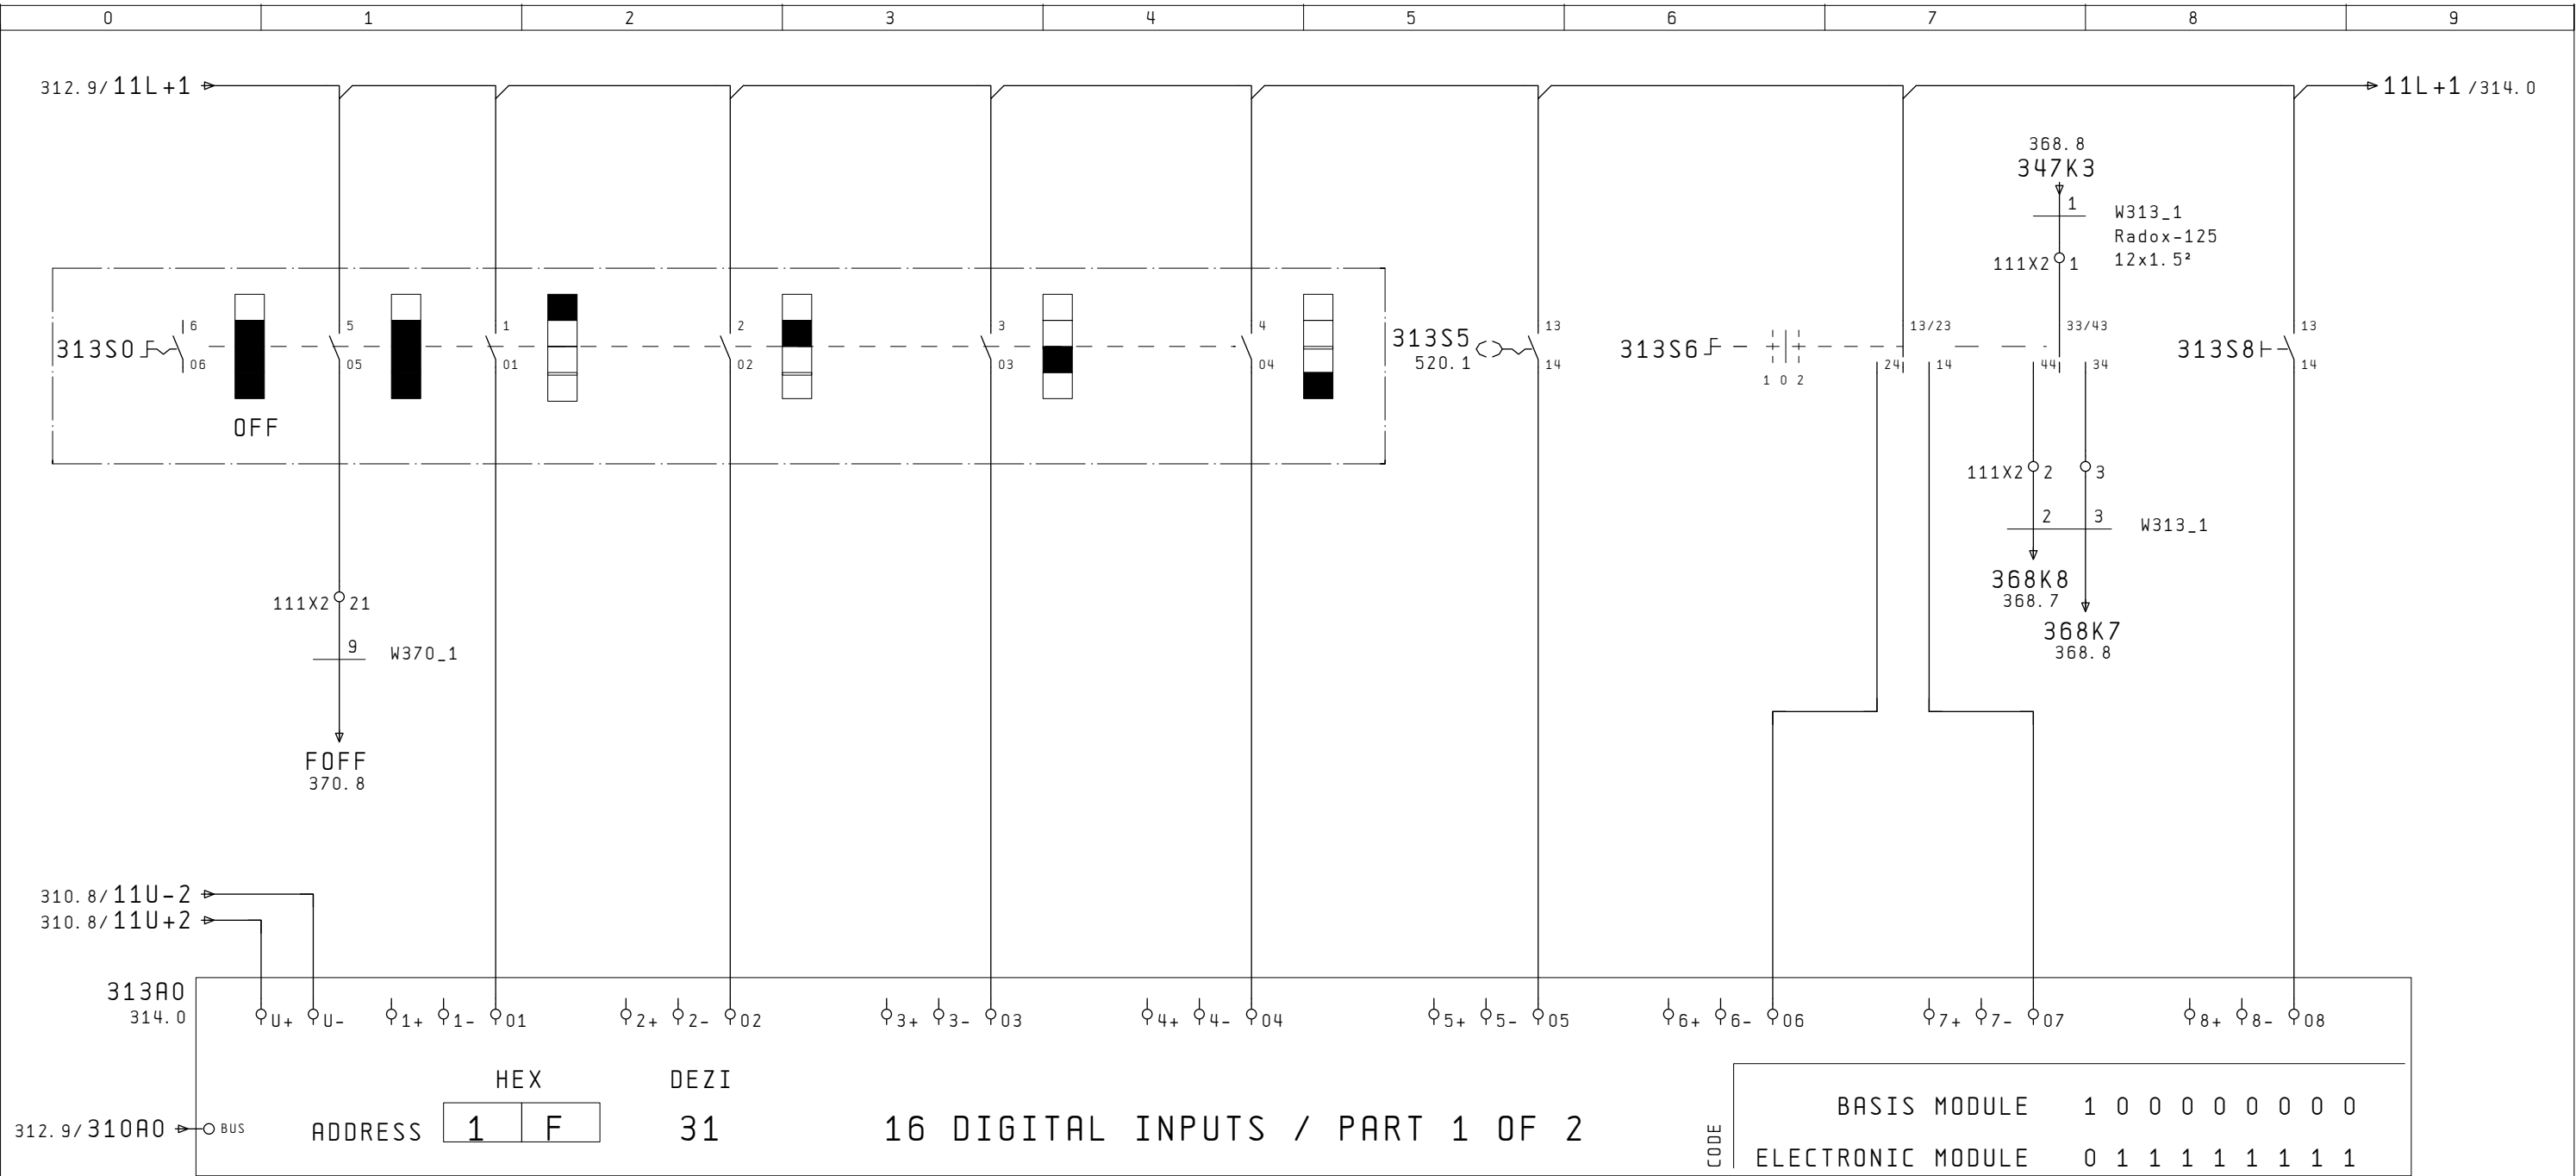 0 1 2 3 4 5 6 7 8 9
312.9/11L+1 11L+1/314.0
368.8
347K3
1 W313_1
Radox-125
111X2 1 12x1.5²
6 5 1 2 3 4 13 13/23 33/43 13
313S0 313S5 313S6 313S8
06 05 01 02 03 04 520.1 14 24 14 44 34 14
1 0 2
OFF
111X2 2 3
2 3 W313_1
368K8
368.7
111X2 21
368K7
9 W370_1 368.8
FOFF
370.8
310.8/11U-2
310.8/11U+2
313A0
314.0
U+ U- 1+ 1- 01 2+ 2- 02 3+ 3- 03 4+ 4- 04 5+ 5- 05 6+ 6- 06 7+ 7- 07 8+ 8- 08
HEX DEZI
312.9/310A0 BUS ADDRESS 1 F 31 16 DIGITAL INPUTS / PART 1 OF 2
CODE
BASIS MODULE 1 0 0 0 0 0 0 0 0
ELECTRONIC MODULE 0 1 1 1 1 1 1 1 1